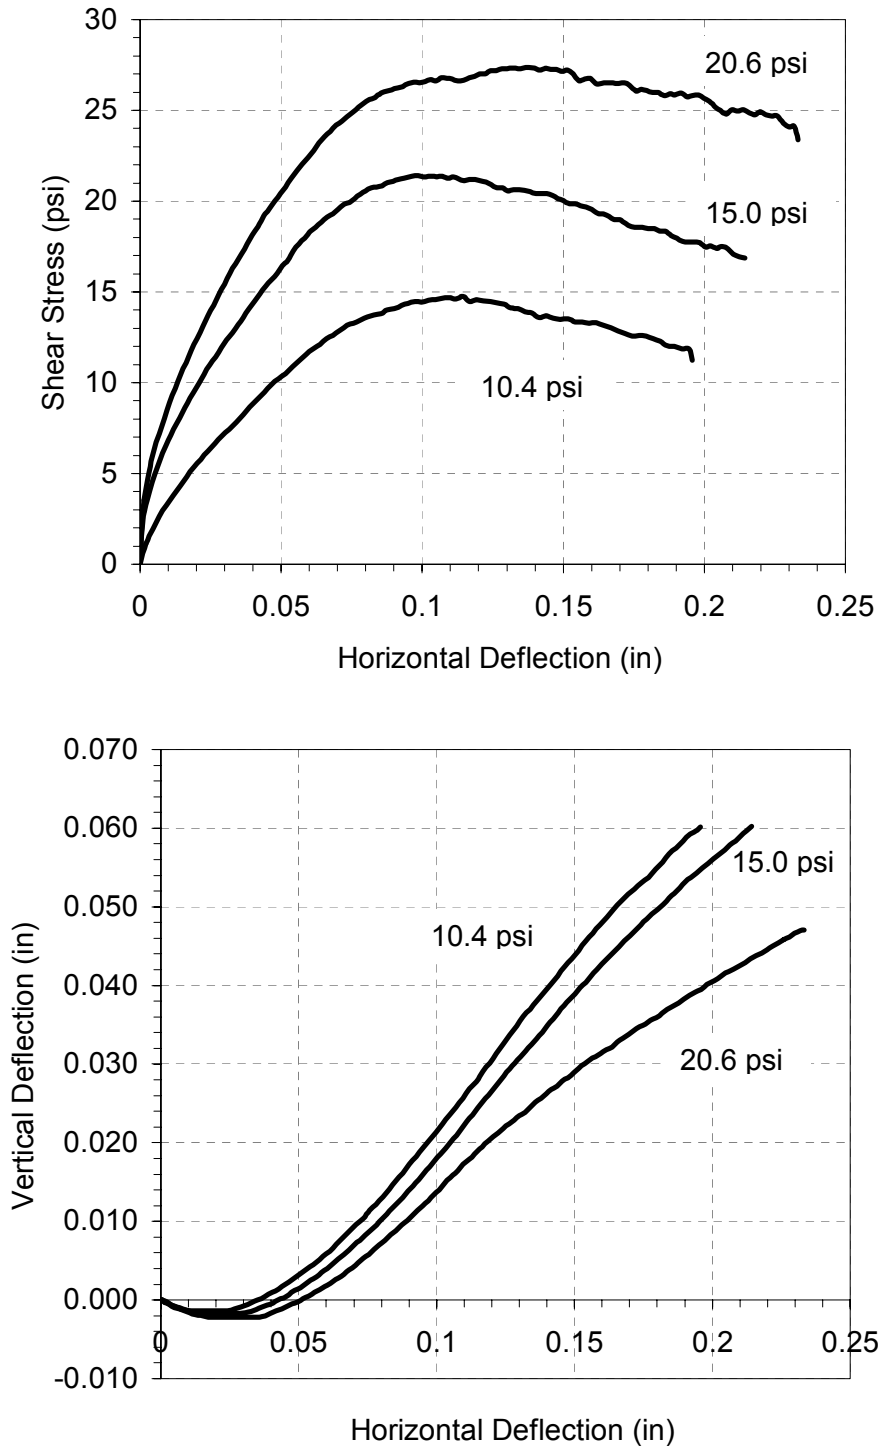 30
20.6 psi
25
20
15.0 psi
15
10.4 psi
10
5
0
0 0.05 0.1 0.15 0.2 0.25
Shear Stress (psi)
Horizontal Deflection (in)
0.070
0.060
15.0 psi
0.050
10.4 psi
0.040
20.6 psi
0.030
0.020
0.010
0.000
0 0.05 0.1 0.15 0.2 0.25
-0.010
Vertical Deflection (in)
Horizontal Deflection (in)